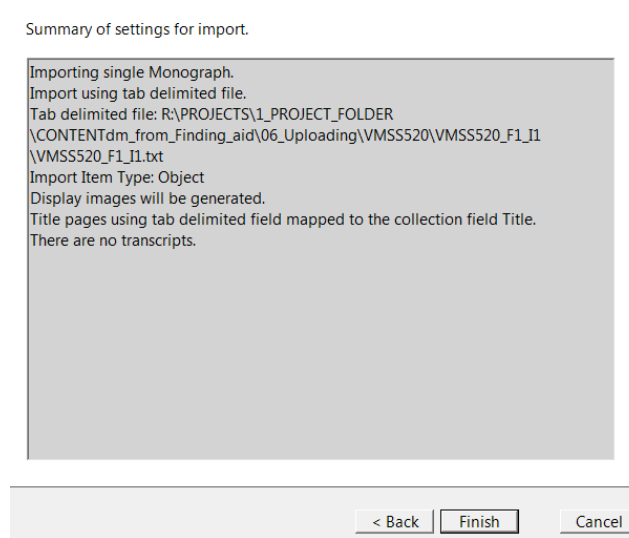 Summary of settings for import.
Importing single Monograph.
Import using tab delimited file.
Tab delimited file: R:\PROJECTS\1_PROJECT_FOLDER
\CONTENTdm_from_Finding_aid\06_Uploading\VMSS520\VMSS520_F1_I1
\VMSS520_F1_I1.txt
Import Item Type: Object
Display images will be generated.
Title pages using tab delimited field mapped to the collection field Title.
There are no transcripts.
< Back Finish Cancel